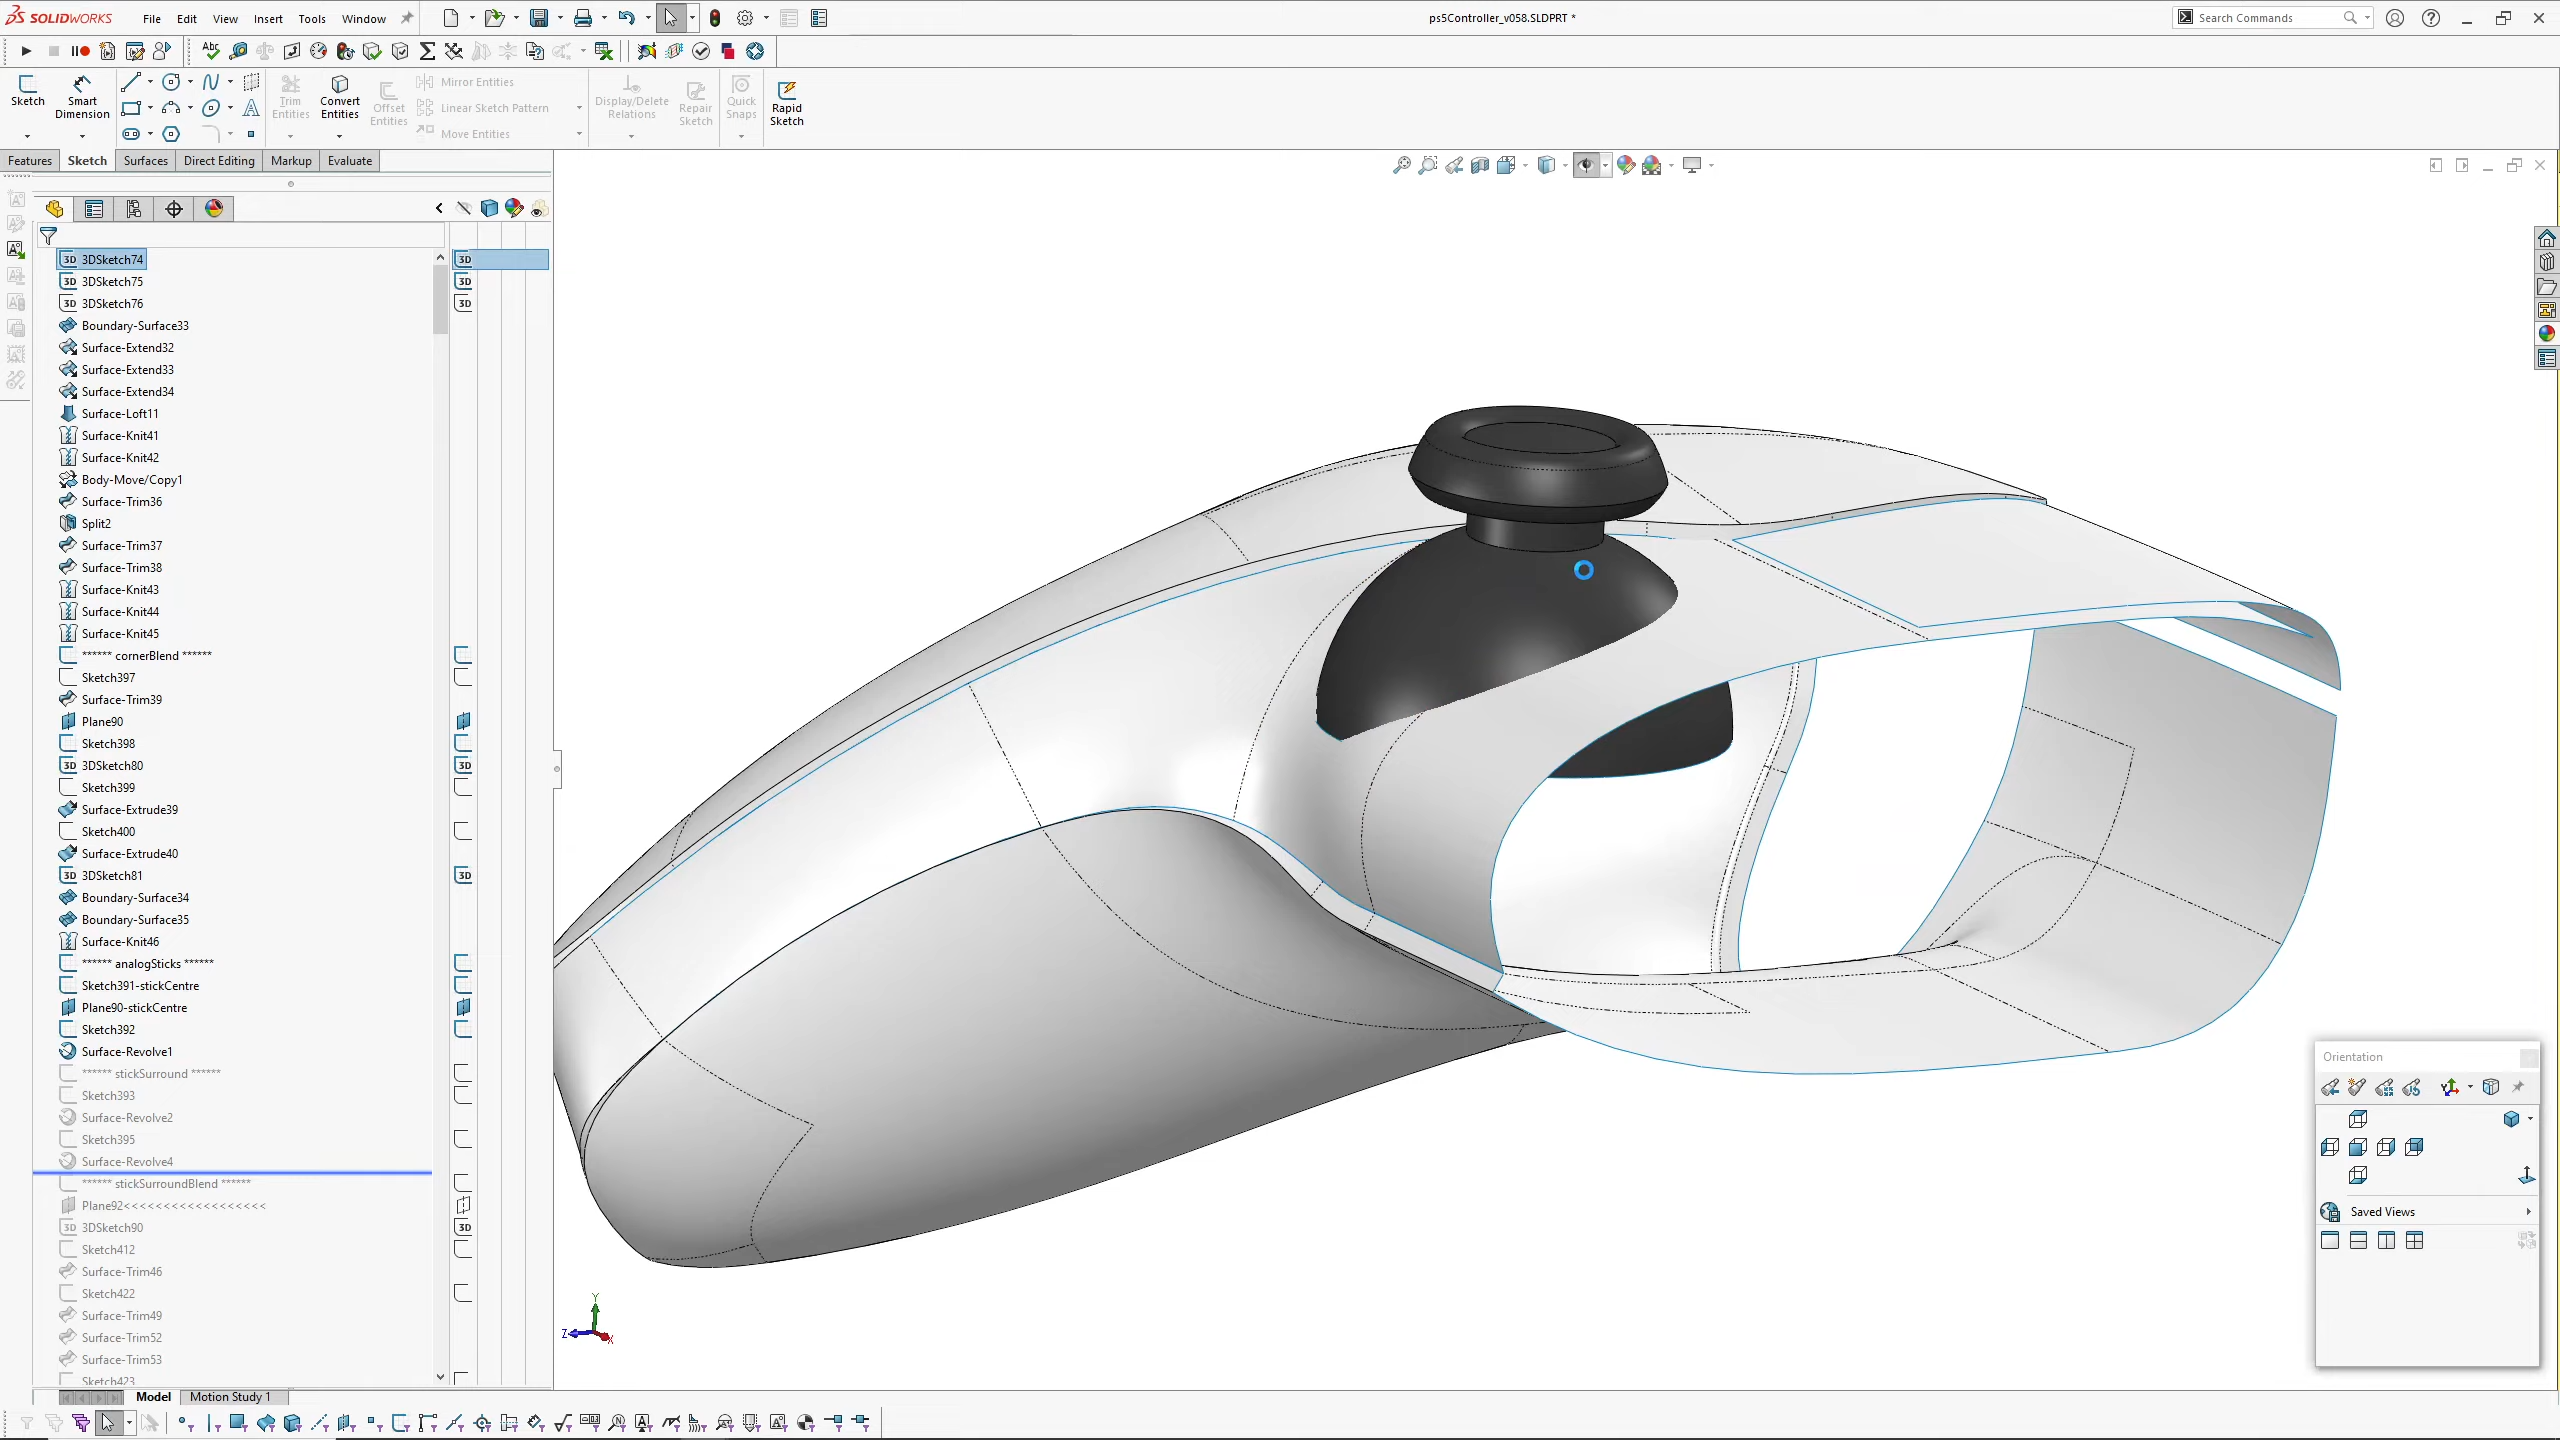 SOLIDWORKS
File Edit View Insert Tools Window
ps5Controller_v058.SLDPRT *
Search Commands
Sketch
Smart Dimension
Trim Entities
Convert Entities
Offset Entities
Mirror Entities
Linear Sketch Pattern
Move Entities
Display/Delete Relations
Repair Sketch
Quick Snaps
Rapid Sketch
Features Sketch Surfaces Direct Editing Markup Evaluate
3D 3DSketch74 3D
3D 3DSketch75 3D
3D 3DSketch76 3D
Boundary-Surface33
Surface-Extend32
Surface-Extend33
Surface-Extend34
Surface-Loft11
Surface-Knit41
Surface-Knit42
Body-Move/Copy1
Surface-Trim36
Split2
Surface-Trim37
Surface-Trim38
Surface-Knit43
Surface-Knit44
Surface-Knit45
****** cornerBlend ******
Sketch397
Surface-Trim39
Plane90
Sketch398
3D 3DSketch80 3D
Sketch399
Surface-Extrude39
Sketch400
Surface-Extrude40
3D 3DSketch81 3D
Boundary-Surface34
Boundary-Surface35
Surface-Knit46
****** analogSticks ******
Sketch391-stickCentre
Plane90-stickCentre
Sketch392
Surface-Revolve1
****** stickSurround ******
Sketch393
Surface-Revolve2
Sketch395
Surface-Revolve4
****** stickSurroundBlend ******
Plane92<<<<<<<<<<<<<<<<<<
3D 3DSketch90 3D
Sketch412
Surface-Trim46
Sketch422
Surface-Trim49
Surface-Trim52
Surface-Trim53
Sketch423
Y
Z X
Orientation
Saved Views
Model Motion Study 1